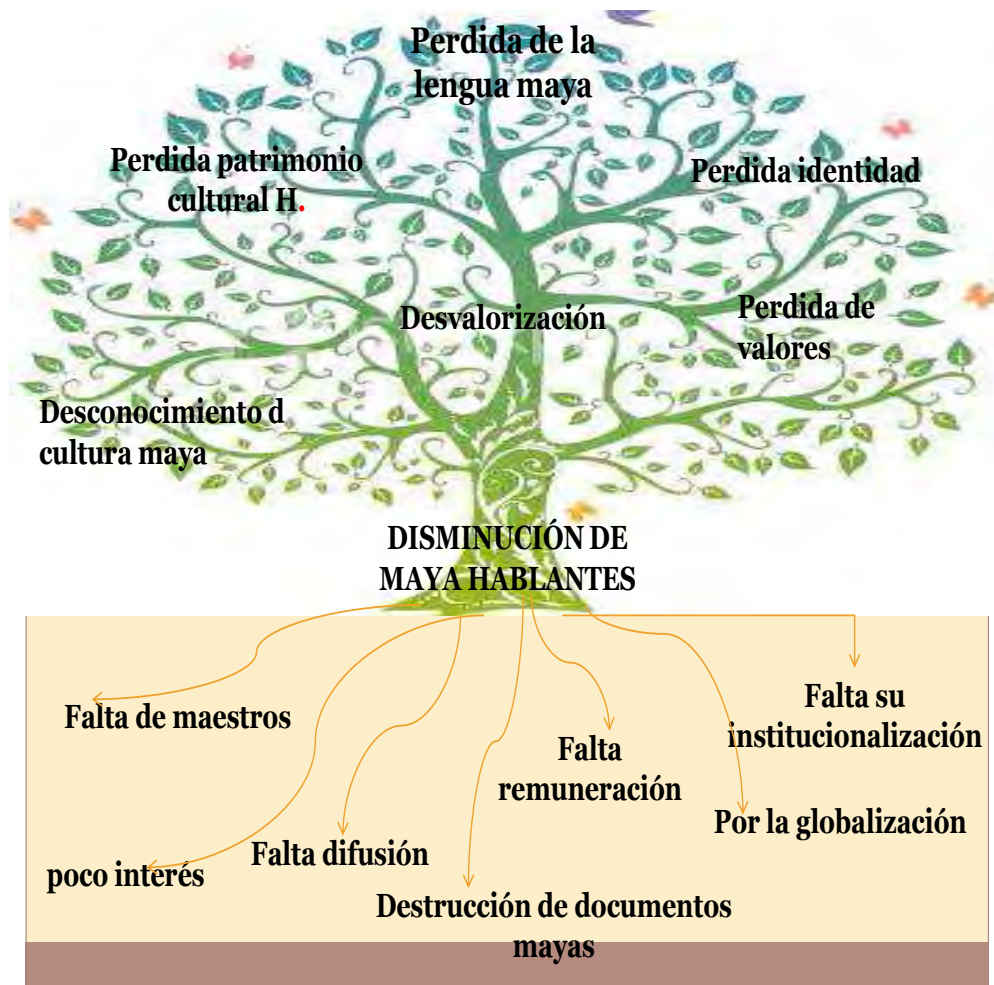 Perdida de la
lengua maya
Perdida patrimonio
cultural H.
Perdida identidad
Desvalorización
Perdida de
valores
Desconocimiento d
cultura maya
DISMINUCIÓN DE
MAYA HABLANTES
Falta de maestros
Falta su
institucionalización
Falta
remuneración
Por la globalización
Falta difusión
poco interés
Destrucción de documentos
mayas